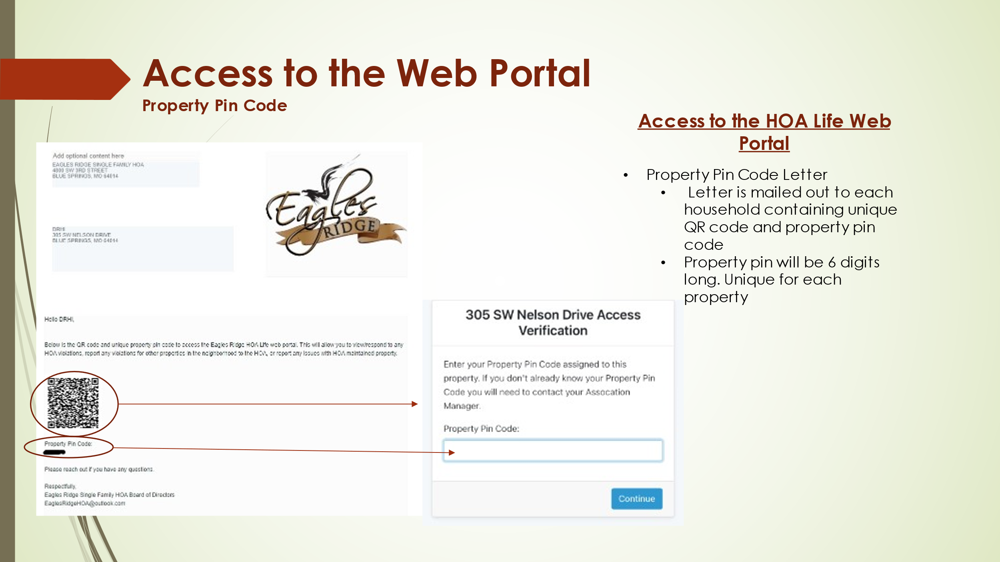 Access to the Web Portal
Property Pin Code
Add optional content here
EAGLES RIDGE SINGLE FAMILY HOA
4800 SW 3RD STREET
BLUE SPRINGS, MO 64014
Eagles
RIDGE
DRHI
305 SW NELSON DRIVE
BLUE SPRINGS, MO 64014
Hello DRHI,
Below is the QR code and unique property pin code to access the Eagles Ridge HOA Life web portal. This will allow you to view/respond to any
HOA violations, report any violations for other properties in the neighborhood to the HOA, or report any issues with HOA maintained property.
Property Pin Code:
Please reach out if you have any questions.
Respectfully,
Eagles Ridge Single Family HOA Board of Directors
EaglesRidgeHOA@outlook.com
305 SW Nelson Drive Access
Verification
Enter your Property Pin Code assigned to this
property. If you don't already know your Property Pin
Code you will need to contact your Assocation
Manager.
Property Pin Code:
Continue
Access to the HOA Life Web
Portal
• Property Pin Code Letter
• Letter is mailed out to each
household containing unique
QR code and property pin
code
• Property pin will be 6 digits
long. Unique for each
property